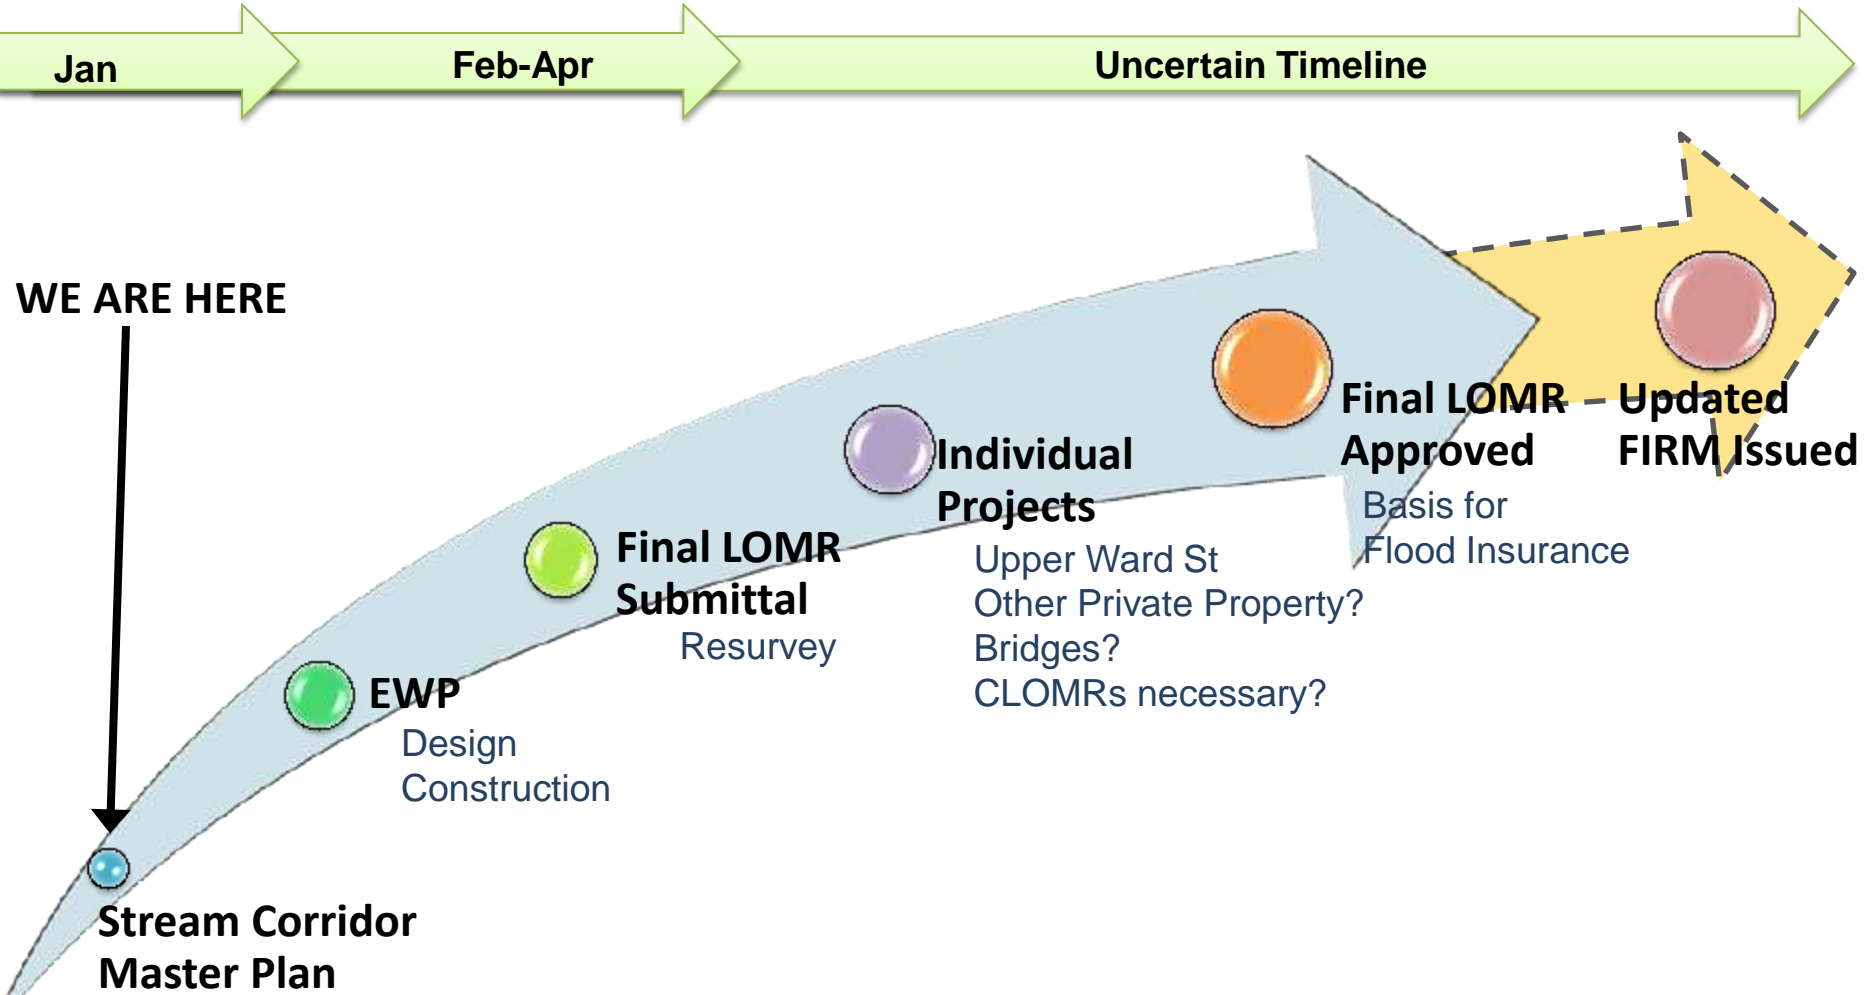 Jan
Feb-Apr
Uncertain Timeline
WE ARE HERE
Stream Corridor
Master Plan
EWP
Design
Construction
Final LOMR
Submittal
Resurvey
Individual
Projects
Upper Ward St
Other Private Property?
Bridges?
CLOMRs necessary?
Final LOMR
Approved
Basis for
Flood Insurance
Updated
FIRM Issued